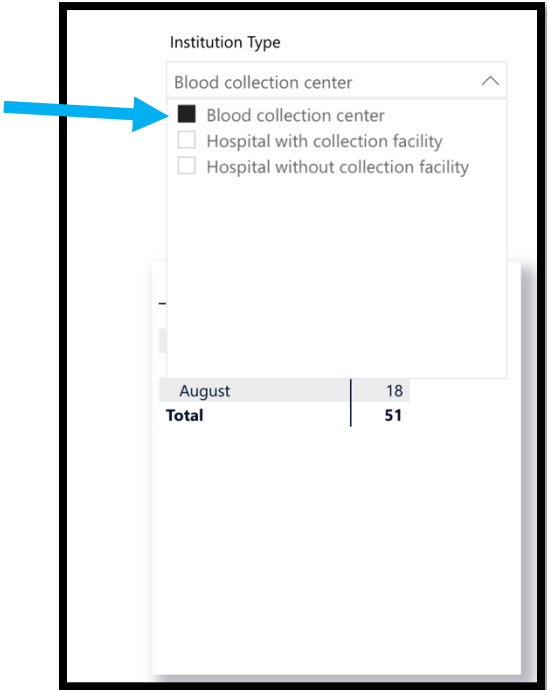 Institution Type
Blood collection center
Blood collection center
Hospital with collection facility
Hospital without collection facility
August 18
Total 51